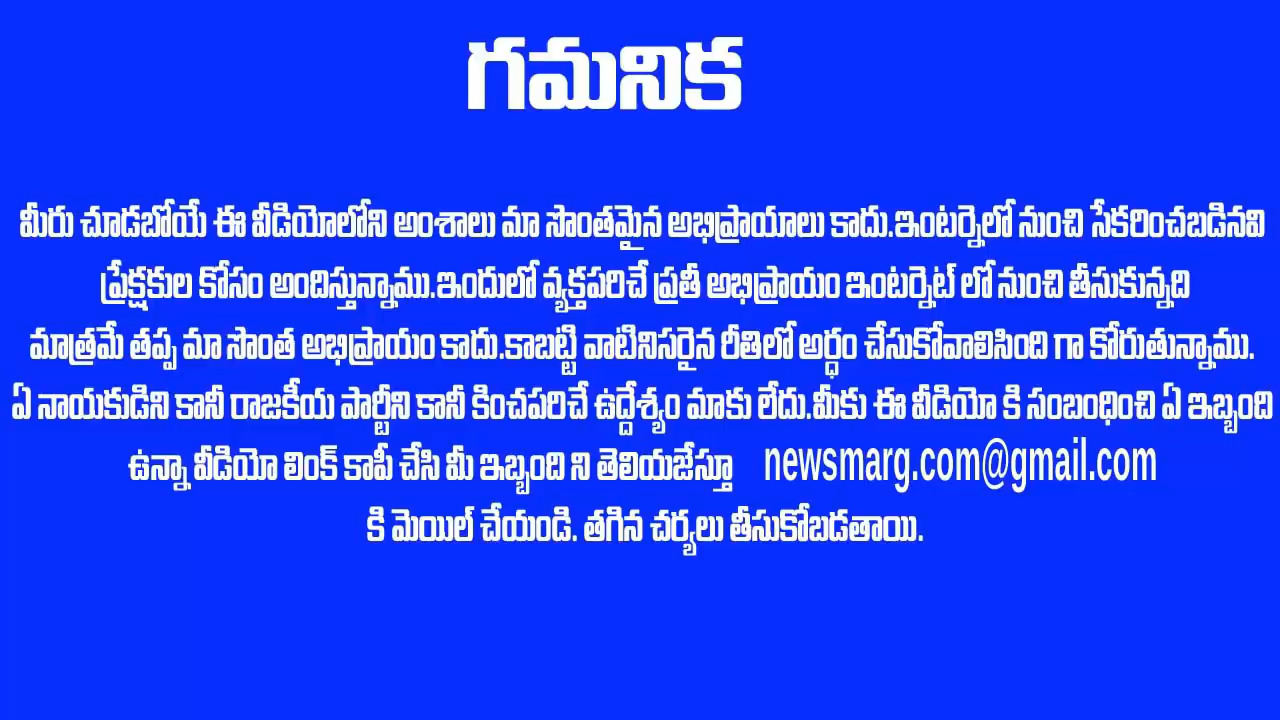 గమనిక
మీరు చూడబోయే ఈ వీడియోలోని అంశాలు మా సొంతమైన అభిప్రాయాలు కాదు.ఇంటర్నెలో నుంచి సేకరించబడినవి
ప్రేక్షకుల కోసం అందిస్తున్నాము.ఇందులో వ్యక్తపరిచే ప్రతీ అభిప్రాయం ఇంటర్నెట్ లో నుంచి తీసుకున్నది
మాత్రమే తప్ప మా సొంత అభిప్రాయం కాదు.కాబట్టి వాటినిసరైన రీతిలో అర్ధం చేసుకోవాలిసింది గా కోరుతున్నాము.
ఏ నాయకుడిని కానీ రాజకీయ పార్టీని కానీ కించపరిచే ఉద్దేశ్యం మాకు లేదు.మీకు ఈ వీడియో కి సంబంధించి ఏ ఇబ్బంది
ఉన్నా వీడియో లింక్ కాపీ చేసి మీ ఇబ్బంది ని తెలియజేస్తూ newsmarg.com@gmail.com
కి మెయిల్ చేయండి. తగిన చర్యలు తీసుకోబడతాయి.